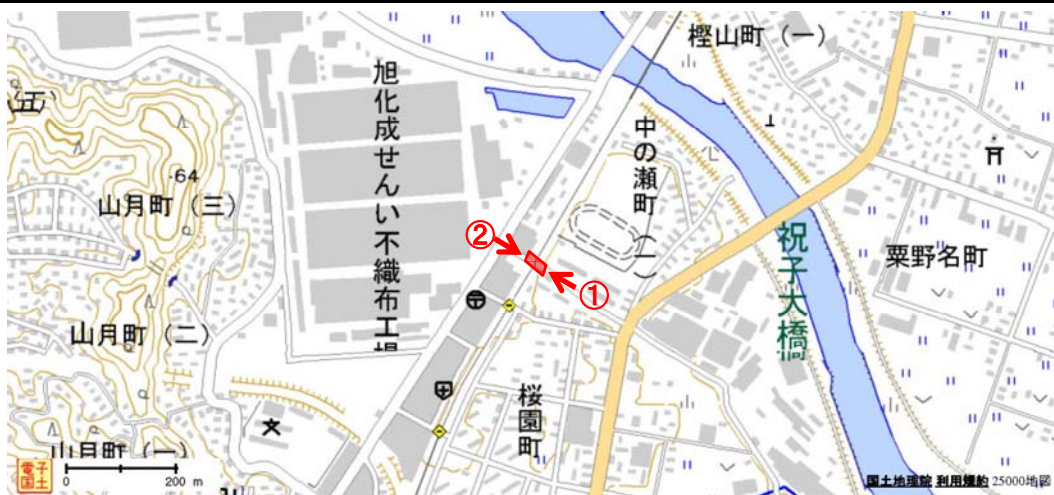 樫山町（一）
旭化成せんい不織布工場
中の瀬町（一）
・64
山月町（三）
②
①
祝子大橋
粟野名町
山月町（二）
桜園町
山月町（一）
電子国土
0
200 m
国土地理院 利用規約 25000地図